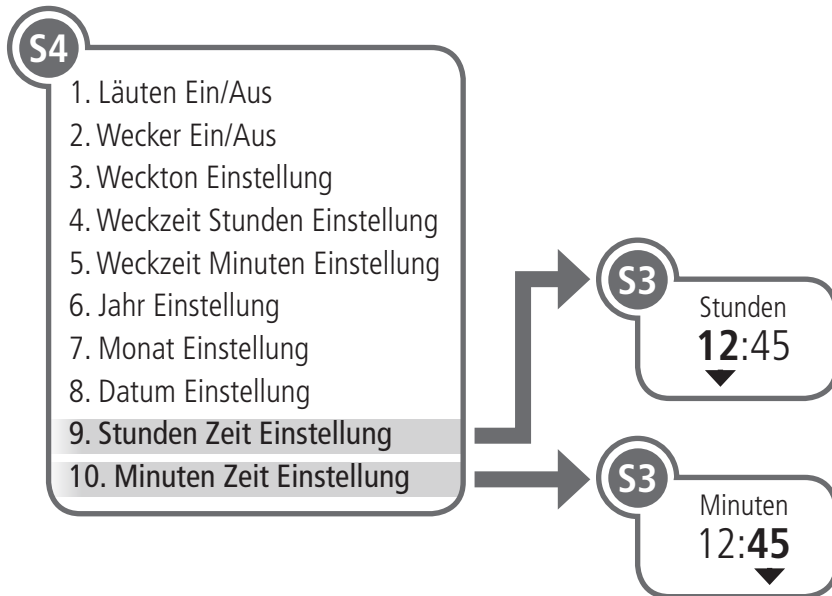 S4
1. Läuten Ein/Aus
2. Wecker Ein/Aus
3. Weckton Einstellung
4. Weckzeit Stunden Einstellung
5. Weckzeit Minuten Einstellung
6. Jahr Einstellung
7. Monat Einstellung
8. Datum Einstellung
9. Stunden Zeit Einstellung
10. Minuten Zeit Einstellung
S3
Stunden
12:45
S3
Minuten
12:45